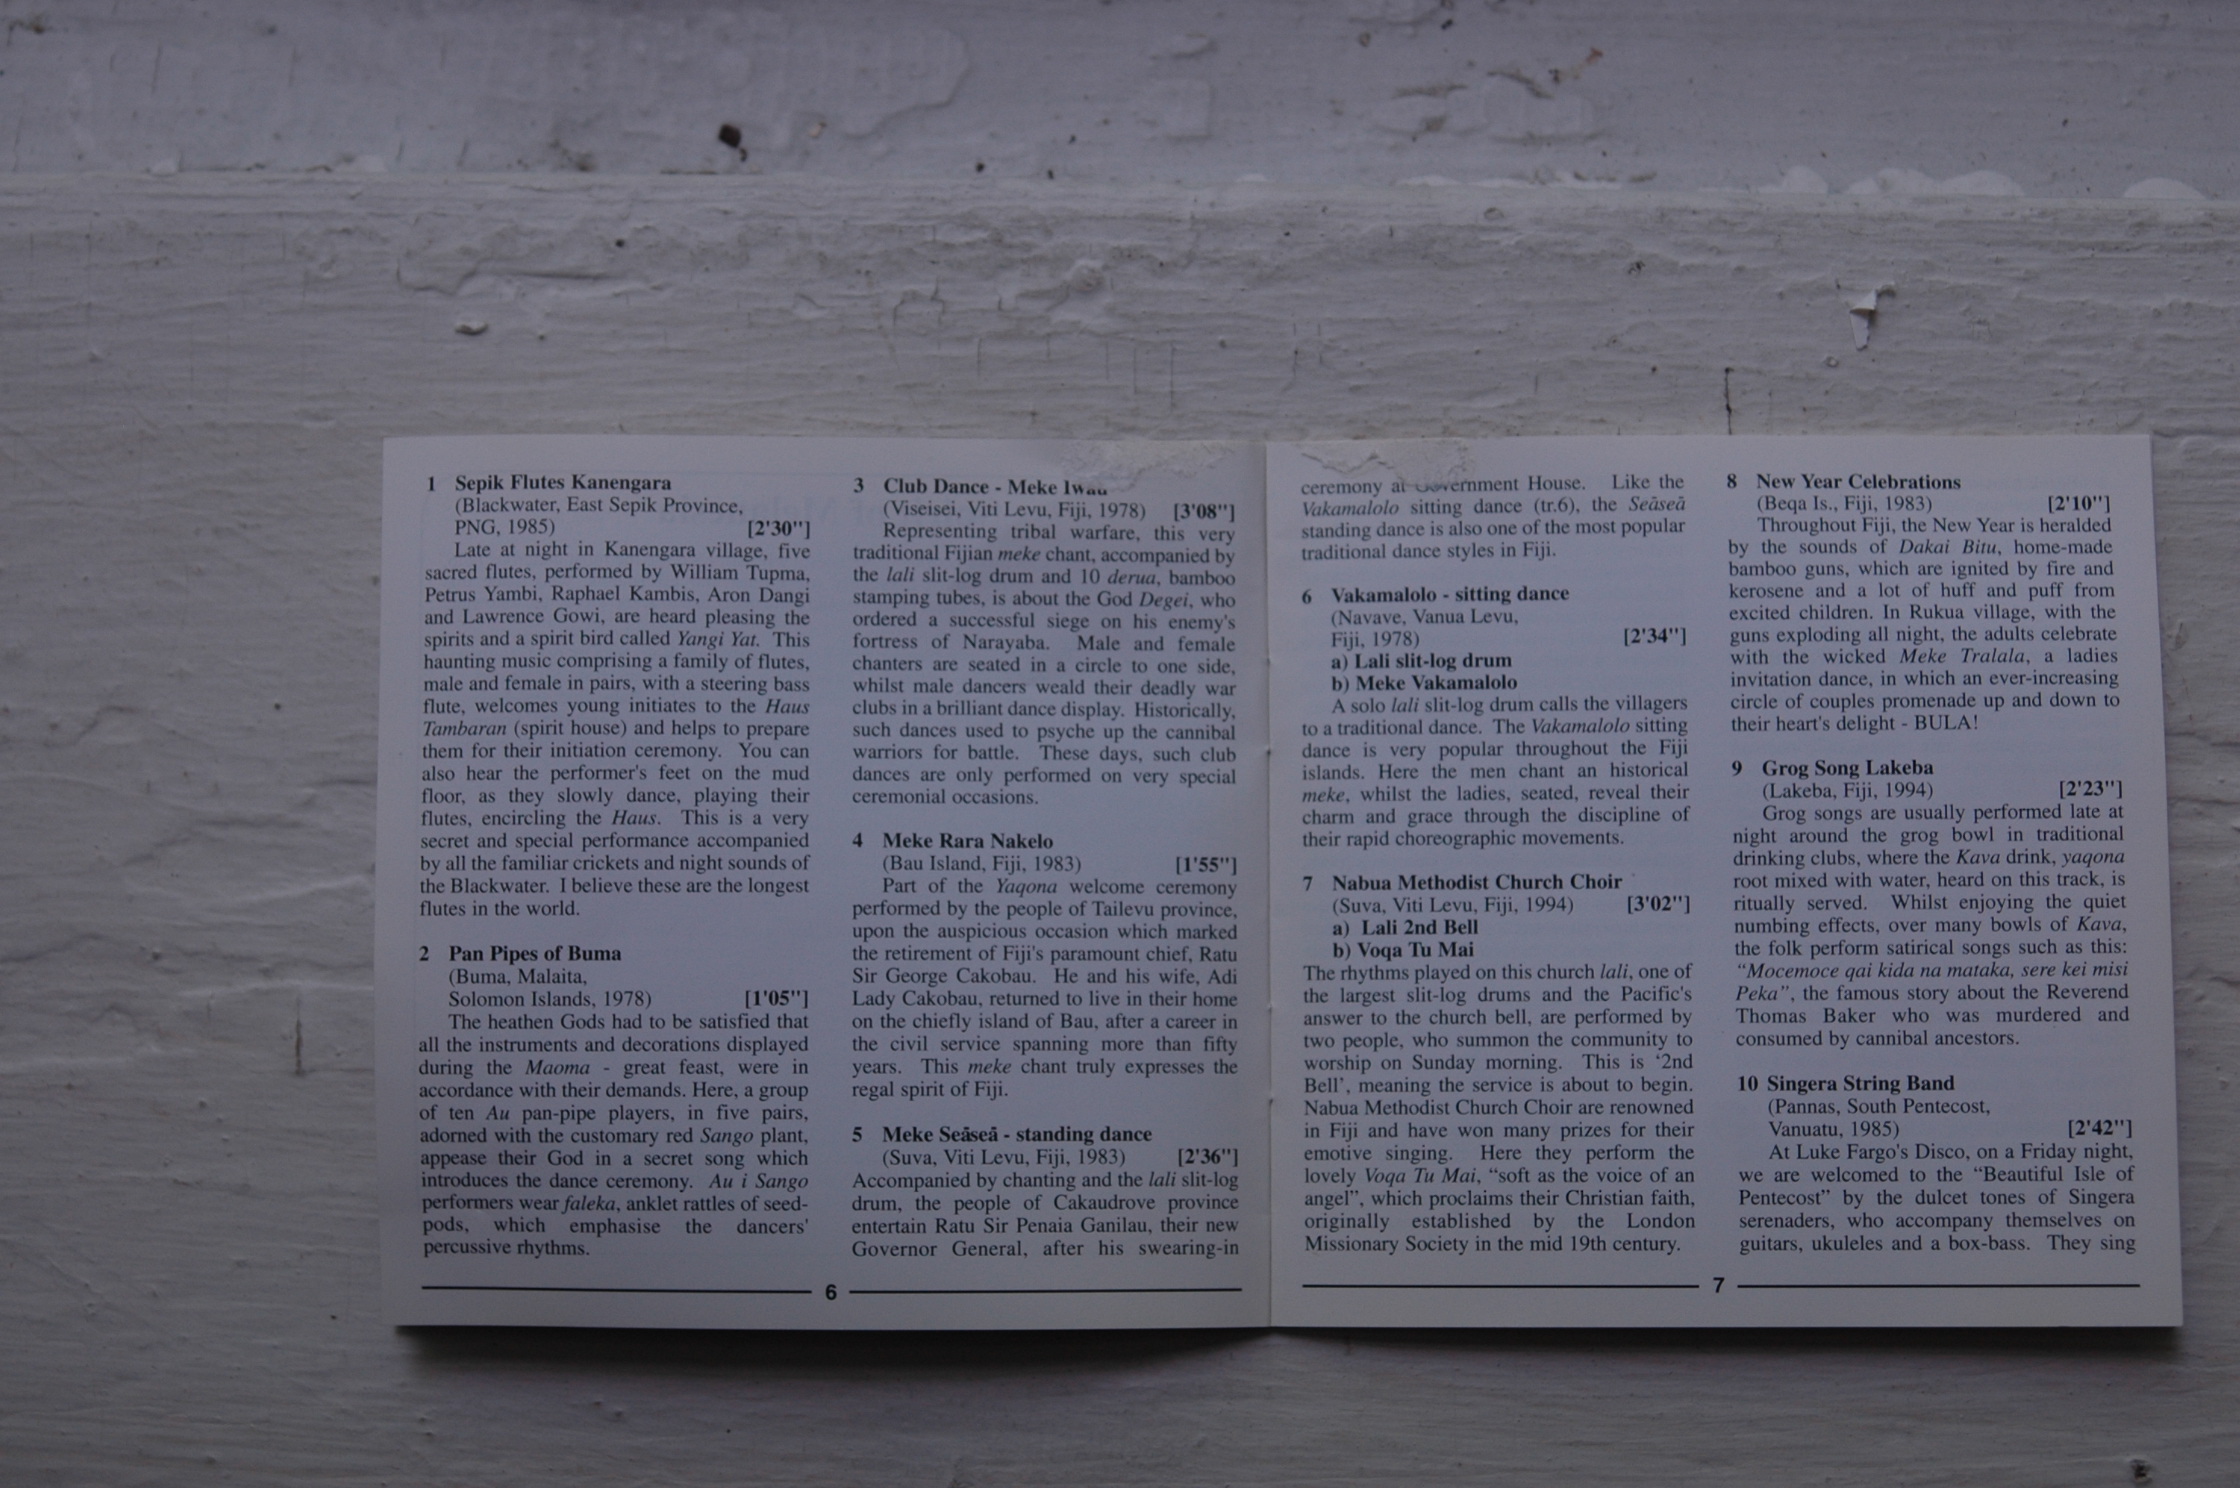 1 Sepik Flutes Kanengara
(Blackwater, East Sepik Province,
PNG, 1985) [2'30"]
Late at night in Kanengara village, five
sacred flutes, performed by William Tupma,
Petrus Yambi, Raphael Kambis, Aron Dangi
and Lawrence Gowi, are heard pleasing the
spirits and a spirit bird called Yangi Yat. This
haunting music comprising a family of flutes,
male and female in pairs, with a steering bass
flute, welcomes young initiates to the Haus
Tambaran (spirit house) and helps to prepare
them for their initiation ceremony. You can
also hear the performer's feet on the mud
floor, as they slowly dance, playing their
flutes, encircling the Haus. This is a very
secret and special performance accompanied
by all the familiar crickets and night sounds of
the Blackwater. I believe these are the longest
flutes in the world.
2 Pan Pipes of Buma
(Buma, Malaita,
Solomon Islands, 1978) [1'05"]
The heathen Gods had to be satisfied that
all the instruments and decorations displayed
during the Maoma - great feast, were in
accordance with their demands. Here, a group
of ten Au pan-pipe players, in five pairs,
adorned with the customary red Sango plant,
appease their God in a secret song which
introduces the dance ceremony. Au i Sango
performers wear faleka, anklet rattles of seed-
pods, which emphasise the dancers'
percussive rhythms.
3 Club Dance - Meke
(Viseisei, Viti Levu, Fiji, 1978) [3'08"]
Representing tribal warfare, this very
traditional Fijian meke chant, accompanied by
the lali slit-log drum and 10 derua, bamboo
stamping tubes, is about the God Degei, who
ordered a successful siege on his enemy's
fortress of Narayaba. Male and female
chanters are seated in a circle to one side,
whilst male dancers weald their deadly war
clubs in a brilliant dance display. Historically,
such dances used to psyche up the cannibal
warriors for battle. These days, such club
dances are only performed on very special
ceremonial occasions.
4 Meke Rara Nakelo
(Bau Island, Fiji, 1983) [1'55"]
Part of the Yaqona welcome ceremony
performed by the people of Tailevu province,
upon the auspicious occasion which marked
the retirement of Fiji's paramount chief, Ratu
Sir George Cakobau. He and his wife, Adi
Lady Cakobau, returned to live in their home
on the chiefly island of Bau, after a career in
the civil service spanning more than fifty
years. This meke chant truly expresses the
regal spirit of Fiji.
5 Meke Seãseã - standing dance
(Suva, Viti Levu, Fiji, 1983) [2'36"]
Accompanied by chanting and the lali slit-log
drum, the people of Cakaudrove province
entertain Ratu Sir Penaia Ganilau, their new
Governor General, after his swearing-in
6
ceremony at Government House. Like the
Vakamalolo sitting dance (tr.6), the Seãseã
standing dance is also one of the most popular
traditional dance styles in Fiji.
6 Vakamalolo - sitting dance
(Navave, Vanua Levu,
Fiji, 1978) [2'34"]
a) Lali slit-log drum
b) Meke Vakamalolo
A solo lali slit-log drum calls the villagers
to a traditional dance. The Vakamalolo sitting
dance is very popular throughout the Fiji
islands. Here the men chant an historical
meke, whilst the ladies, seated, reveal their
charm and grace through the discipline of
their rapid choreographic movements.
7 Nabua Methodist Church Choir
(Suva, Viti Levu, Fiji, 1994) [3'02"]
a) Lali 2nd Bell
b) Voqa Tu Mai
The rhythms played on this church lali, one of
the largest slit-log drums and the Pacific's
answer to the church bell, are performed by
two people, who summon the community to
worship on Sunday morning. This is '2nd
Bell', meaning the service is about to begin.
Nabua Methodist Church Choir are renowned
in Fiji and have won many prizes for their
emotive singing. Here they perform the
lovely Voqa Tu Mai, "soft as the voice of an
angel", which proclaims their Christian faith,
originally established by the London
Missionary Society in the mid 19th century.
8 New Year Celebrations
(Beqa Is., Fiji, 1983) [2'10"]
Throughout Fiji, the New Year is heralded
by the sounds of Dakai Bitu, home-made
bamboo guns, which are ignited by fire and
kerosene and a lot of huff and puff from
excited children. In Rukua village, with the
guns exploding all night, the adults celebrate
with the wicked Meke Tralala, a ladies
invitation dance, in which an ever-increasing
circle of couples promenade up and down to
their heart's delight - BULA!
9 Grog Song Lakeba
(Lakeba, Fiji, 1994) [2'23"]
Grog songs are usually performed late at
night around the grog bowl in traditional
drinking clubs, where the Kava drink, yaqona
root mixed with water, heard on this track, is
ritually served. Whilst enjoying the quiet
numbing effects, over many bowls of Kava,
the folk perform satirical songs such as this:
"Mocemoce qai kida na mataka, sere kei misi
Peka", the famous story about the Reverend
Thomas Baker who was murdered and
consumed by cannibal ancestors.
10 Singera String Band
(Pannas, South Pentecost,
Vanuatu, 1985) [2'42"]
At Luke Fargo's Disco, on a Friday night,
we are welcomed to the "Beautiful Isle of
Pentecost" by the dulcet tones of Singera
serenaders, who accompany themselves on
guitars, ukuleles and a box-bass. They sing
7